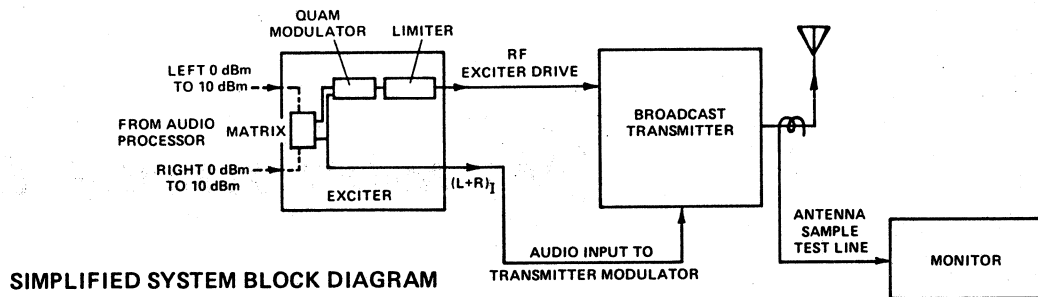 QUAM
MODULATOR
LIMITER
LEFT 0 dBm
TO 10 dBm
FROM AUDIO
PROCESSOR
MATRIX
RIGHT 0 dBm
TO 10 dBm
EXCITER
(L+R)I
RF
EXCITER DRIVE
BROADCAST
TRANSMITTER
AUDIO INPUT TO
TRANSMITTER MODULATOR
ANTENNA
SAMPLE
TEST LINE
MONITOR
SIMPLIFIED SYSTEM BLOCK DIAGRAM